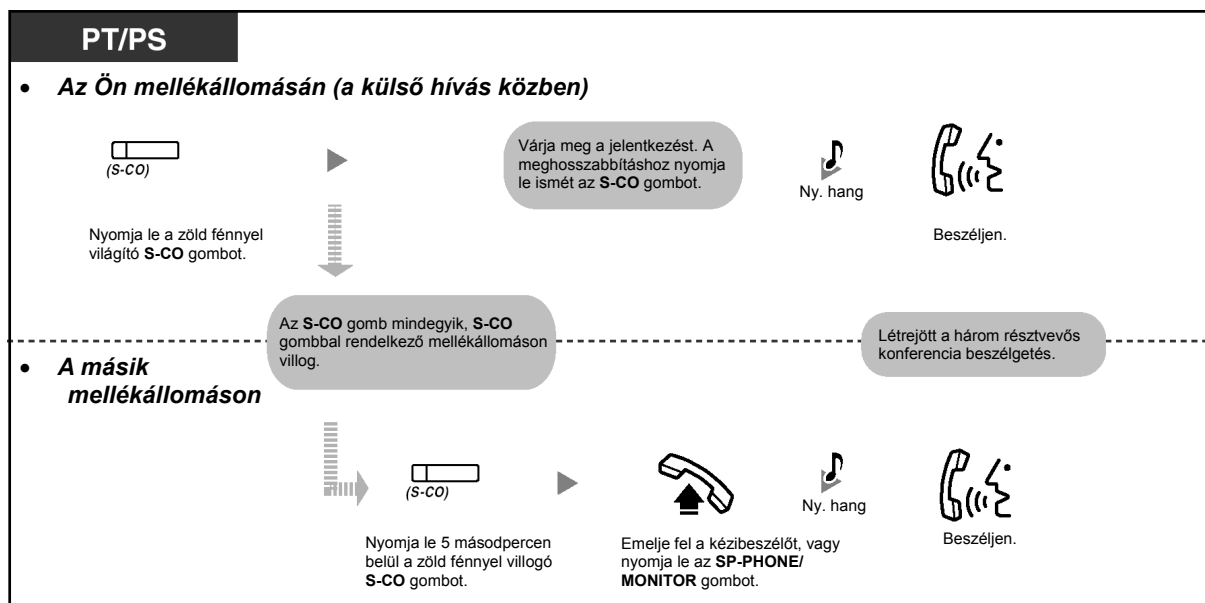 PT/PS
• Az Ön mellékállomásán (a külső hívás közben)
(S-CO)
Nyomja le a zöld fénnyel
világító S-CO gombot.
Várja meg a jelentkezést. A
meghosszabbításhoz nyomja
le ismét az S-CO gombot.
Ny. hang
Beszéljen.
Az S-CO gomb mindegyik, S-CO
gombbal rendelkező mellékállomáson
villog.
Létrejött a három résztvevős
konferencia beszélgetés.
• A másik
mellékállomáson
(S-CO)
Nyomja le 5 másodpercen
belül a zöld fénnyel villogó
S-CO gombot.
Emelje fel a kézibeszélőt, vagy
nyomja le az SP-PHONE/
MONITOR gombot.
Ny. hang
Beszéljen.